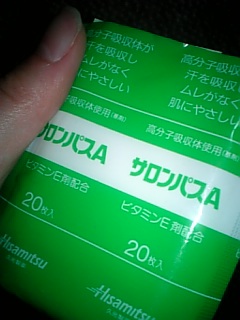 高分子吸収体が
汗を吸収し
ムレがなく
肌にやさしい
高分子吸収体使用(基剤)
サロンパスA
ビタミンE剤配合
20枚入
Hisamitsu
高分子吸収体が
汗を吸収し
ムレがなく
肌にやさしい
高分子吸収体使用(基剤)
サロンパスA
ビタミンE剤配合
20枚入
Hisamitsu